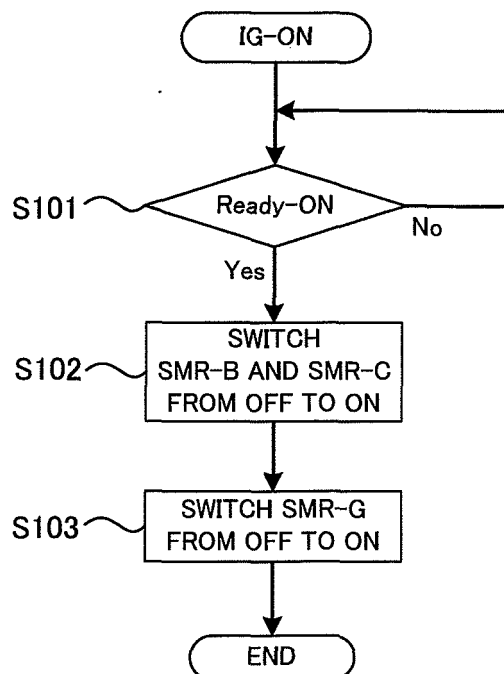 IG-ON
S101
Ready-ON
No
Yes
S102
SWITCH
SMR-B AND SMR-C
FROM OFF TO ON
S103
SWITCH SMR-G
FROM OFF TO ON
END